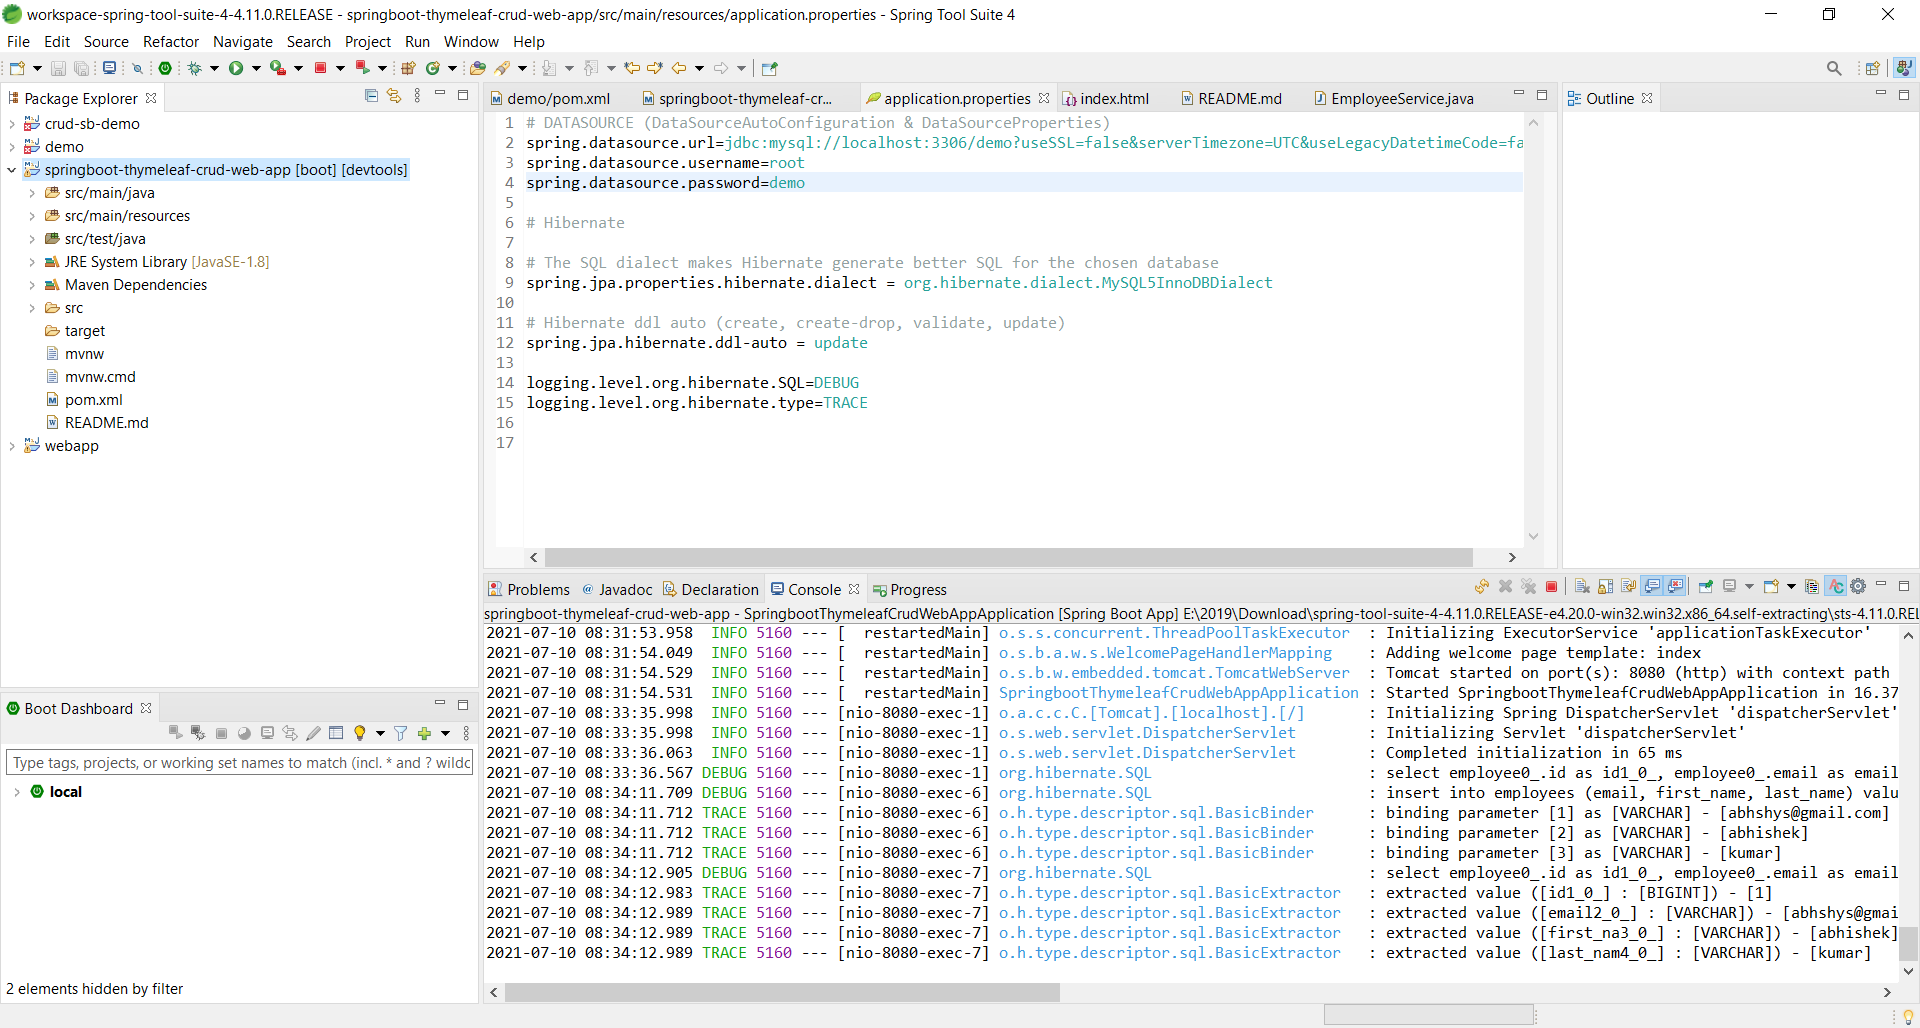 workspace-spring-tool-suite-4-4.11.0.RELEASE - springboot-thymeleaf-crud-web-app/src/main/resources/application.properties - Spring Tool Suite 4
File Edit Source Refactor Navigate Search Project Run Window Help
Package Explorer
crud-sb-demo
demo
springboot-thymeleaf-crud-web-app [boot] [devtools]
src/main/java
src/main/resources
src/test/java
JRE System Library [JavaSE-1.8]
Maven Dependencies
src
target
mvnw
mvnw.cmd
pom.xml
README.md
webapp
demo/pom.xml springboot-thymeleaf-cr... application.properties index.html README.md EmployeeService.java
1 # DATASOURCE (DataSourceAutoConfiguration & DataSourceProperties)
2 spring.datasource.url=jdbc:mysql://localhost:3306/demo?useSSL=false&serverTimezone=UTC&useLegacyDatetimeCode=fa
3 spring.datasource.username=root
4 spring.datasource.password=demo
5
6 # Hibernate
7
8 # The SQL dialect makes Hibernate generate better SQL for the chosen database
9 spring.jpa.properties.hibernate.dialect = org.hibernate.dialect.MySQL5InnoDBDialect
10
11 # Hibernate ddl auto (create, create-drop, validate, update)
12 spring.jpa.hibernate.ddl-auto = update
13
14 logging.level.org.hibernate.SQL=DEBUG
15 logging.level.org.hibernate.type=TRACE
16
17
Outline
Boot Dashboard
Type tags, projects, or working set names to match (incl. * and ? wildc
local
2 elements hidden by filter
Problems Javadoc Declaration Console Progress
springboot-thymeleaf-crud-web-app - SpringbootThymeleafCrudWebAppApplication [Spring Boot App] E:\2019\Download\spring-tool-suite-4-4.11.0.RELEASE-e4.20.0-win32.win32.x86_64.self-extracting\sts-4.11.0.REL
2021-07-10 08:31:53.958 INFO 5160 --- [ restartedMain] o.s.s.concurrent.ThreadPoolTaskExecutor : Initializing ExecutorService 'applicationTaskExecutor'
2021-07-10 08:31:54.049 INFO 5160 --- [ restartedMain] o.s.b.a.w.s.WelcomePageHandlerMapping : Adding welcome page template: index
2021-07-10 08:31:54.529 INFO 5160 --- [ restartedMain] o.s.b.w.embedded.tomcat.TomcatWebServer : Tomcat started on port(s): 8080 (http) with context path
2021-07-10 08:31:54.531 INFO 5160 --- [ restartedMain] SpringbootThymeleafCrudWebAppApplication : Started SpringbootThymeleafCrudWebAppApplication in 16.37
2021-07-10 08:33:35.998 INFO 5160 --- [nio-8080-exec-1] o.a.c.c.C.[Tomcat].[localhost].[/] : Initializing Spring DispatcherServlet 'dispatcherServlet'
2021-07-10 08:33:35.998 INFO 5160 --- [nio-8080-exec-1] o.s.web.servlet.DispatcherServlet : Initializing Servlet 'dispatcherServlet'
2021-07-10 08:33:36.063 INFO 5160 --- [nio-8080-exec-1] o.s.web.servlet.DispatcherServlet : Completed initialization in 65 ms
2021-07-10 08:33:36.567 DEBUG 5160 --- [nio-8080-exec-1] org.hibernate.SQL : select employee0_.id as id1_0_, employee0_.email as email
2021-07-10 08:34:11.709 DEBUG 5160 --- [nio-8080-exec-6] org.hibernate.SQL : insert into employees (email, first_name, last_name) valu
2021-07-10 08:34:11.712 TRACE 5160 --- [nio-8080-exec-6] o.h.type.descriptor.sql.BasicBinder : binding parameter [1] as [VARCHAR] - [abhshys@gmail.com]
2021-07-10 08:34:11.712 TRACE 5160 --- [nio-8080-exec-6] o.h.type.descriptor.sql.BasicBinder : binding parameter [2] as [VARCHAR] - [abhishek]
2021-07-10 08:34:11.712 TRACE 5160 --- [nio-8080-exec-6] o.h.type.descriptor.sql.BasicBinder : binding parameter [3] as [VARCHAR] - [kumar]
2021-07-10 08:34:12.905 DEBUG 5160 --- [nio-8080-exec-7] org.hibernate.SQL : select employee0_.id as id1_0_, employee0_.email as email
2021-07-10 08:34:12.983 TRACE 5160 --- [nio-8080-exec-7] o.h.type.descriptor.sql.BasicExtractor : extracted value ([id1_0_] : [BIGINT]) - [1]
2021-07-10 08:34:12.989 TRACE 5160 --- [nio-8080-exec-7] o.h.type.descriptor.sql.BasicExtractor : extracted value ([email2_0_] : [VARCHAR]) - [abhshys@gmai
2021-07-10 08:34:12.989 TRACE 5160 --- [nio-8080-exec-7] o.h.type.descriptor.sql.BasicExtractor : extracted value ([first_na3_0_] : [VARCHAR]) - [abhishek]
2021-07-10 08:34:12.989 TRACE 5160 --- [nio-8080-exec-7] o.h.type.descriptor.sql.BasicExtractor : extracted value ([last_nam4_0_] : [VARCHAR]) - [kumar]